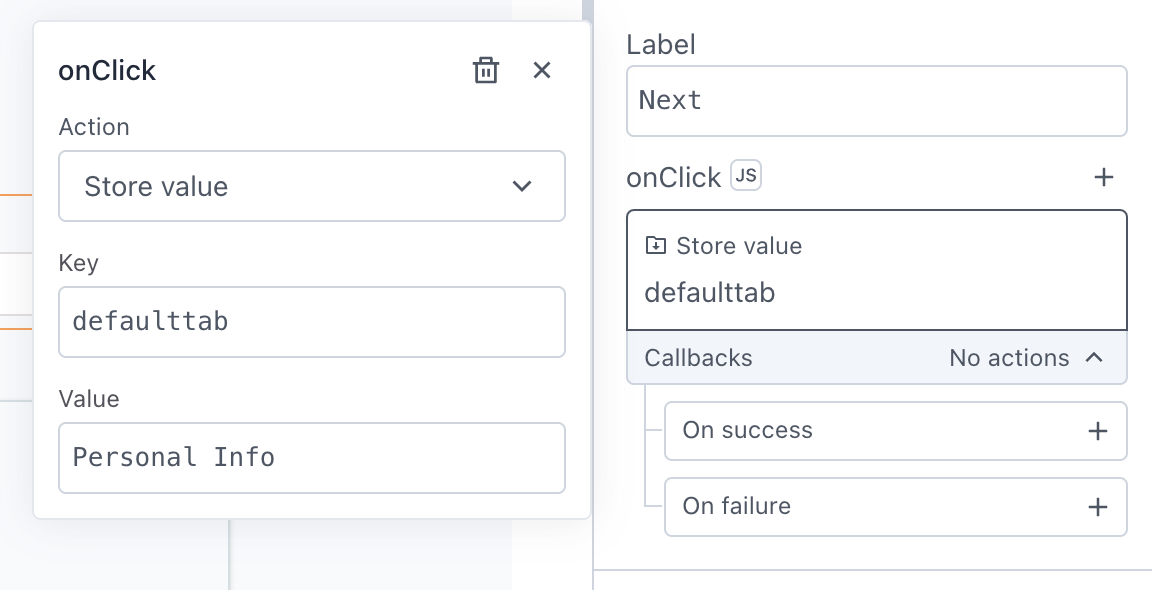 onClick
Action
Store value
Key
defaulttab
Value
Personal Info
Label
Next
onClick JS
Store value
defaulttab
Callbacks No actions
On success
On failure